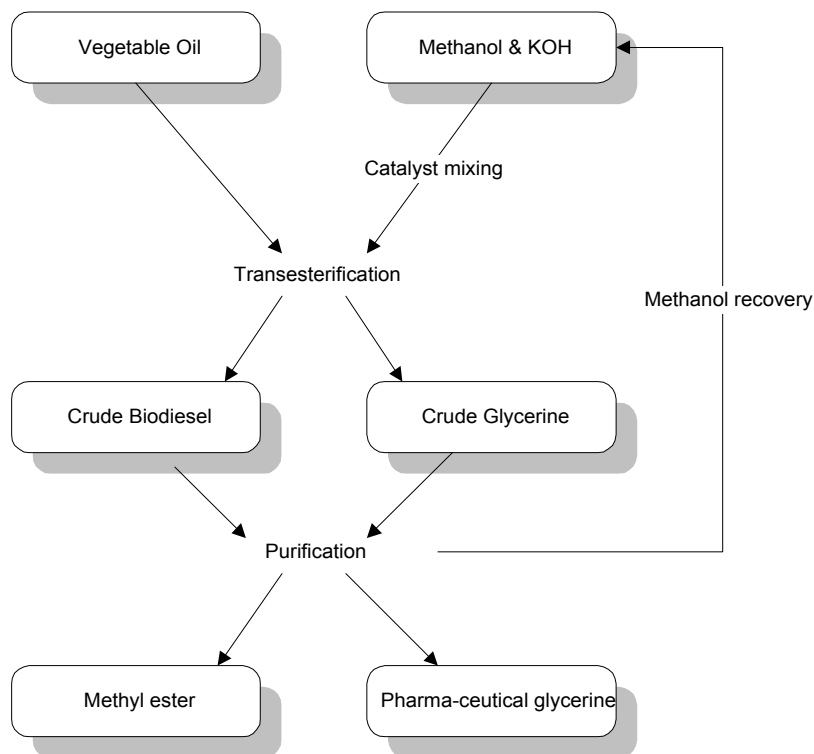 Vegetable Oil
Methanol & KOH
Catalyst mixing
Transesterification
Methanol recovery
Crude Biodiesel
Crude Glycerine
Purification
Methyl ester
Pharma-ceutical glycerine